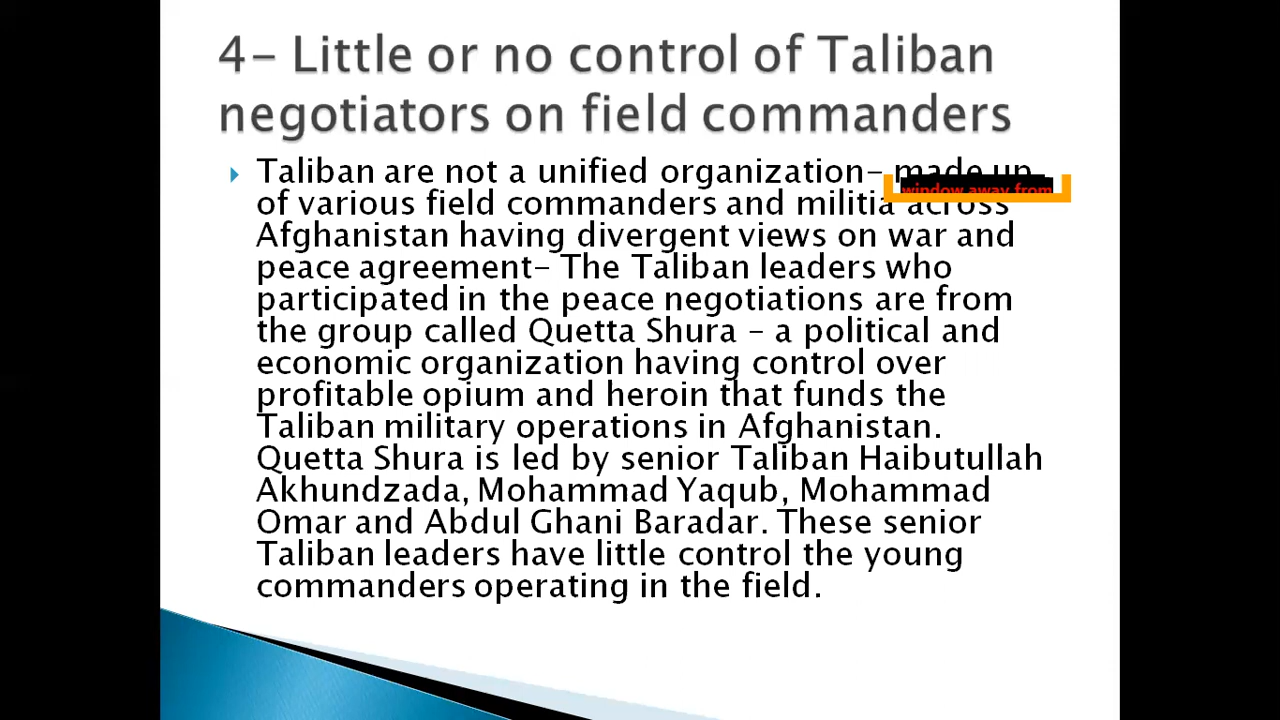 4- Little or no control of Taliban
negotiators on field commanders
Taliban are not a unified organization- made up
window away from
of various field commanders and militia across
Afghanistan having divergent views on war and
peace agreement- The Taliban leaders who
participated in the peace negotiations are from
the group called Quetta Shura - a political and
economic organization having control over
profitable opium and heroin that funds the
Taliban military operations in Afghanistan.
Quetta Shura is led by senior Taliban Haibutullah
Akhundzada, Mohammad Yaqub, Mohammad
Omar and Abdul Ghani Baradar. These senior
Taliban leaders have little control the young
commanders operating in the field.